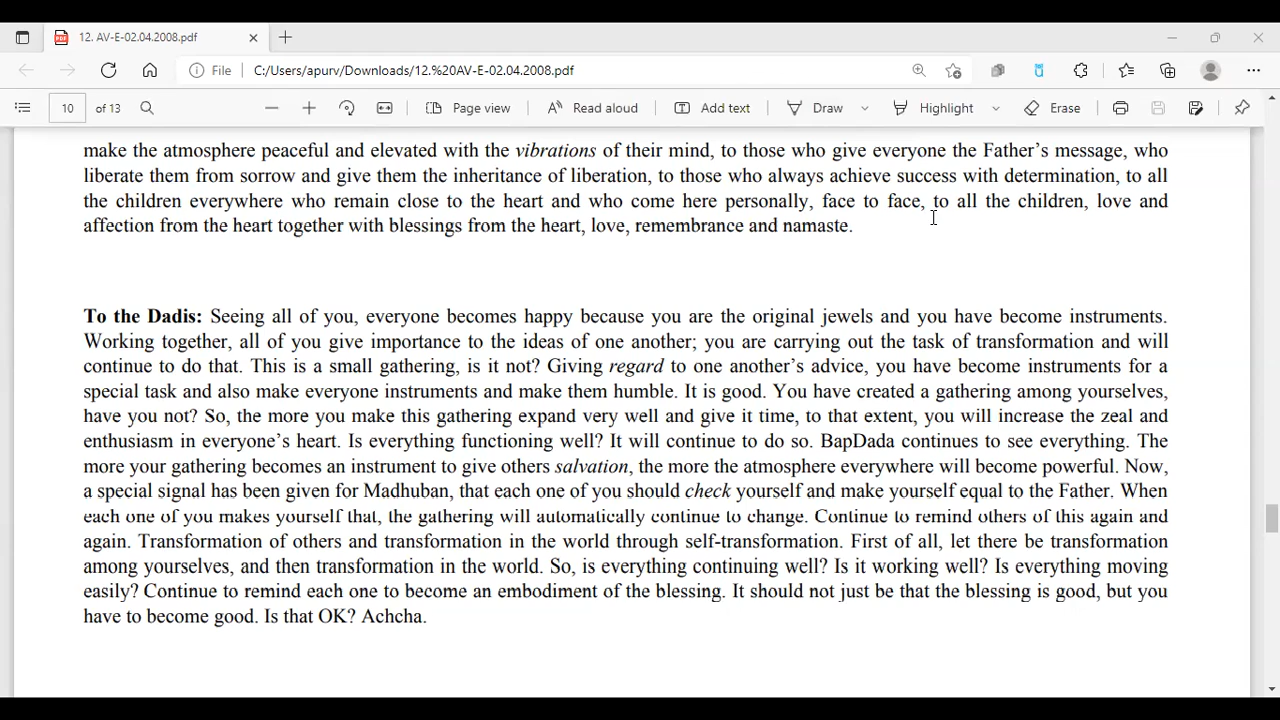 12. AV-E-02.04.2008.pdf
File C:/Users/apurv/Downloads/12.%20AV-E-02.04.2008.pdf
10 of 13 Page view Read aloud Add text Draw Highlight Erase
make the atmosphere peaceful and elevated with the vibrations of their mind, to those who give everyone the Father's message, who
liberate them from sorrow and give them the inheritance of liberation, to those who always achieve success with determination, to all
the children everywhere who remain close to the heart and who come here personally, face to face, to all the children, love and
affection from the heart together with blessings from the heart, love, remembrance and namaste.
To the Dadis: Seeing all of you, everyone becomes happy because you are the original jewels and you have become instruments.
Working together, all of you give importance to the ideas of one another; you are carrying out the task of transformation and will
continue to do that. This is a small gathering, is it not? Giving regard to one another's advice, you have become instruments for a
special task and also make everyone instruments and make them humble. It is good. You have created a gathering among yourselves,
have you not? So, the more you make this gathering expand very well and give it time, to that extent, you will increase the zeal and
enthusiasm in everyone's heart. Is everything functioning well? It will continue to do so. BapDada continues to see everything. The
more your gathering becomes an instrument to give others salvation, the more the atmosphere everywhere will become powerful. Now,
a special signal has been given for Madhuban, that each one of you should check yourself and make yourself equal to the Father. When
each one of you makes yourself that, the gathering will automatically continue to change. Continue to remind others of this again and
again. Transformation of others and transformation in the world through self-transformation. First of all, let there be transformation
among yourselves, and then transformation in the world. So, is everything continuing well? Is it working well? Is everything moving
easily? Continue to remind each one to become an embodiment of the blessing. It should not just be that the blessing is good, but you
have to become good. Is that OK? Achcha.